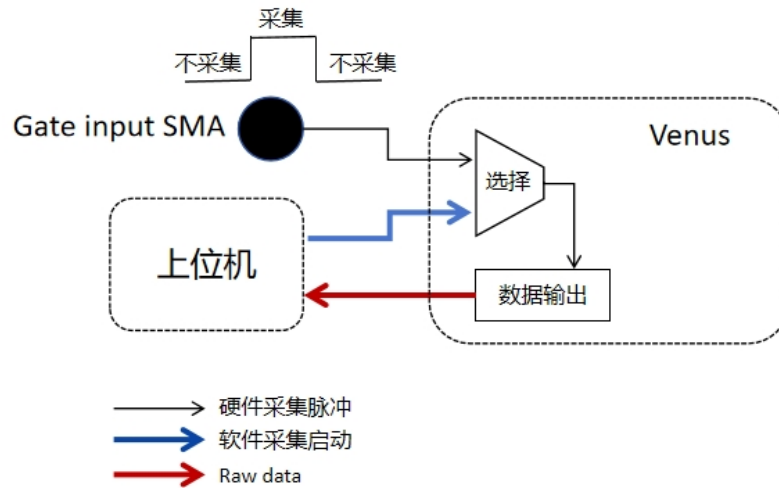 采集
不采集
不采集
Gate input SMA
Venus
选择
上位机
数据输出
硬件采集脉冲
软件采集启动
Raw data